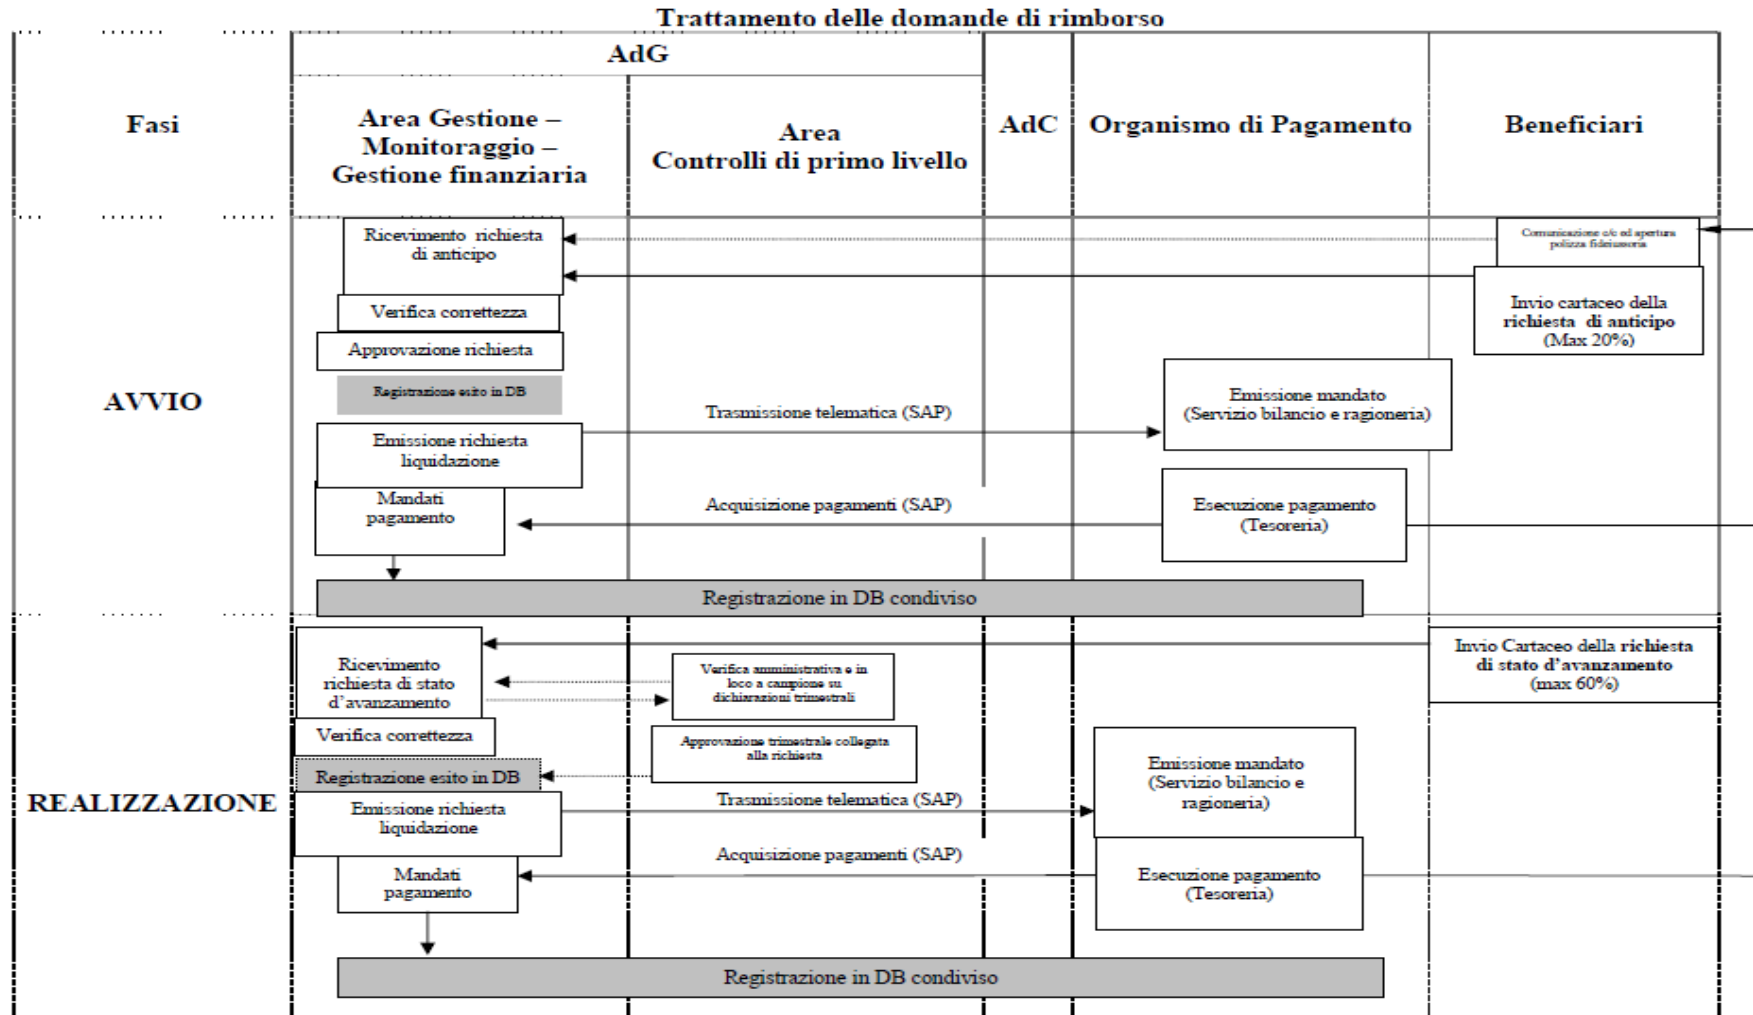 Trattamento delle domande di rimborso
AdG
Fasi
Area Gestione –
Monitoraggio –
Gestione finanziaria
Area
Controlli di primo livello
AdC
Organismo di Pagamento
Beneficiari
AVVIO
Ricevimento richiesta
di anticipo
Comunicazione c/c ed apertura
polizza fideiussoria
Verifica correttezza
Invio cartaceo della
richiesta di anticipo
(Max 20%)
Approvazione richiesta
Registrazione esito in DB
Emissione richiesta
liquidazione
Trasmissione telematica (SAP)
Emissione mandato
(Servizio bilancio e ragioneria)
Mandati
pagamento
Acquisizione pagamenti (SAP)
Esecuzione pagamento
(Tesoreria)
Registrazione in DB condiviso
REALIZZAZIONE
Ricevimento
richiesta di stato
d’avanzamento
Verifica amministrativa e in
loco a campione su
dichiarazioni trimestrali
Invio Cartaceo della richiesta
di stato d’avanzamento
(max 60%)
Verifica correttezza
Approvazione trimestrale collegata
alla richiesta
Registrazione esito in DB
Emissione richiesta
liquidazione
Trasmissione telematica (SAP)
Emissione mandato
(Servizio bilancio e
ragioneria)
Mandati
pagamento
Acquisizione pagamenti (SAP)
Esecuzione pagamento
(Tesoreria)
Registrazione in DB condiviso